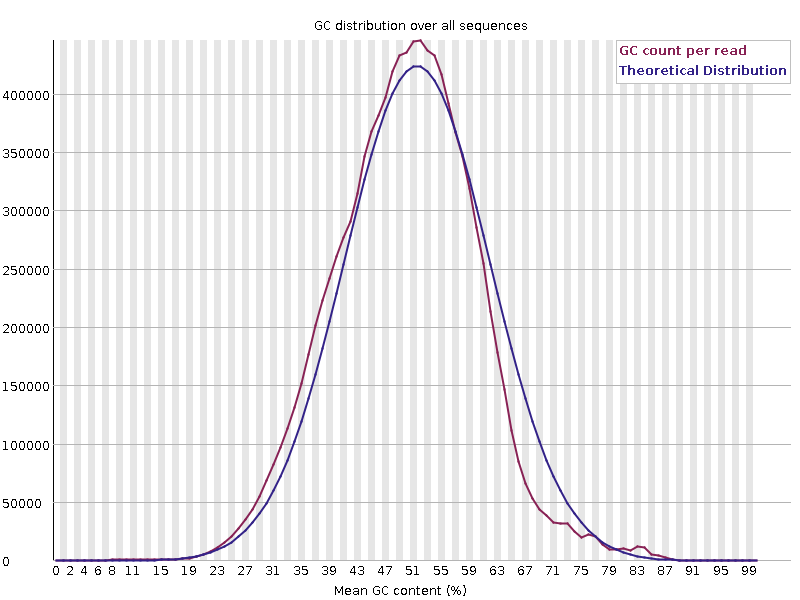 GC distribution over all sequences
GC count per read
Theoretical Distribution
400000
350000
300000
250000
200000
150000
100000
50000
0
0 2 4 6 8 11 15 19 23 27 31 35 39 43 47 51 55 59 63 67 71 75 79 83 87 91 95 99
Mean GC content (%)